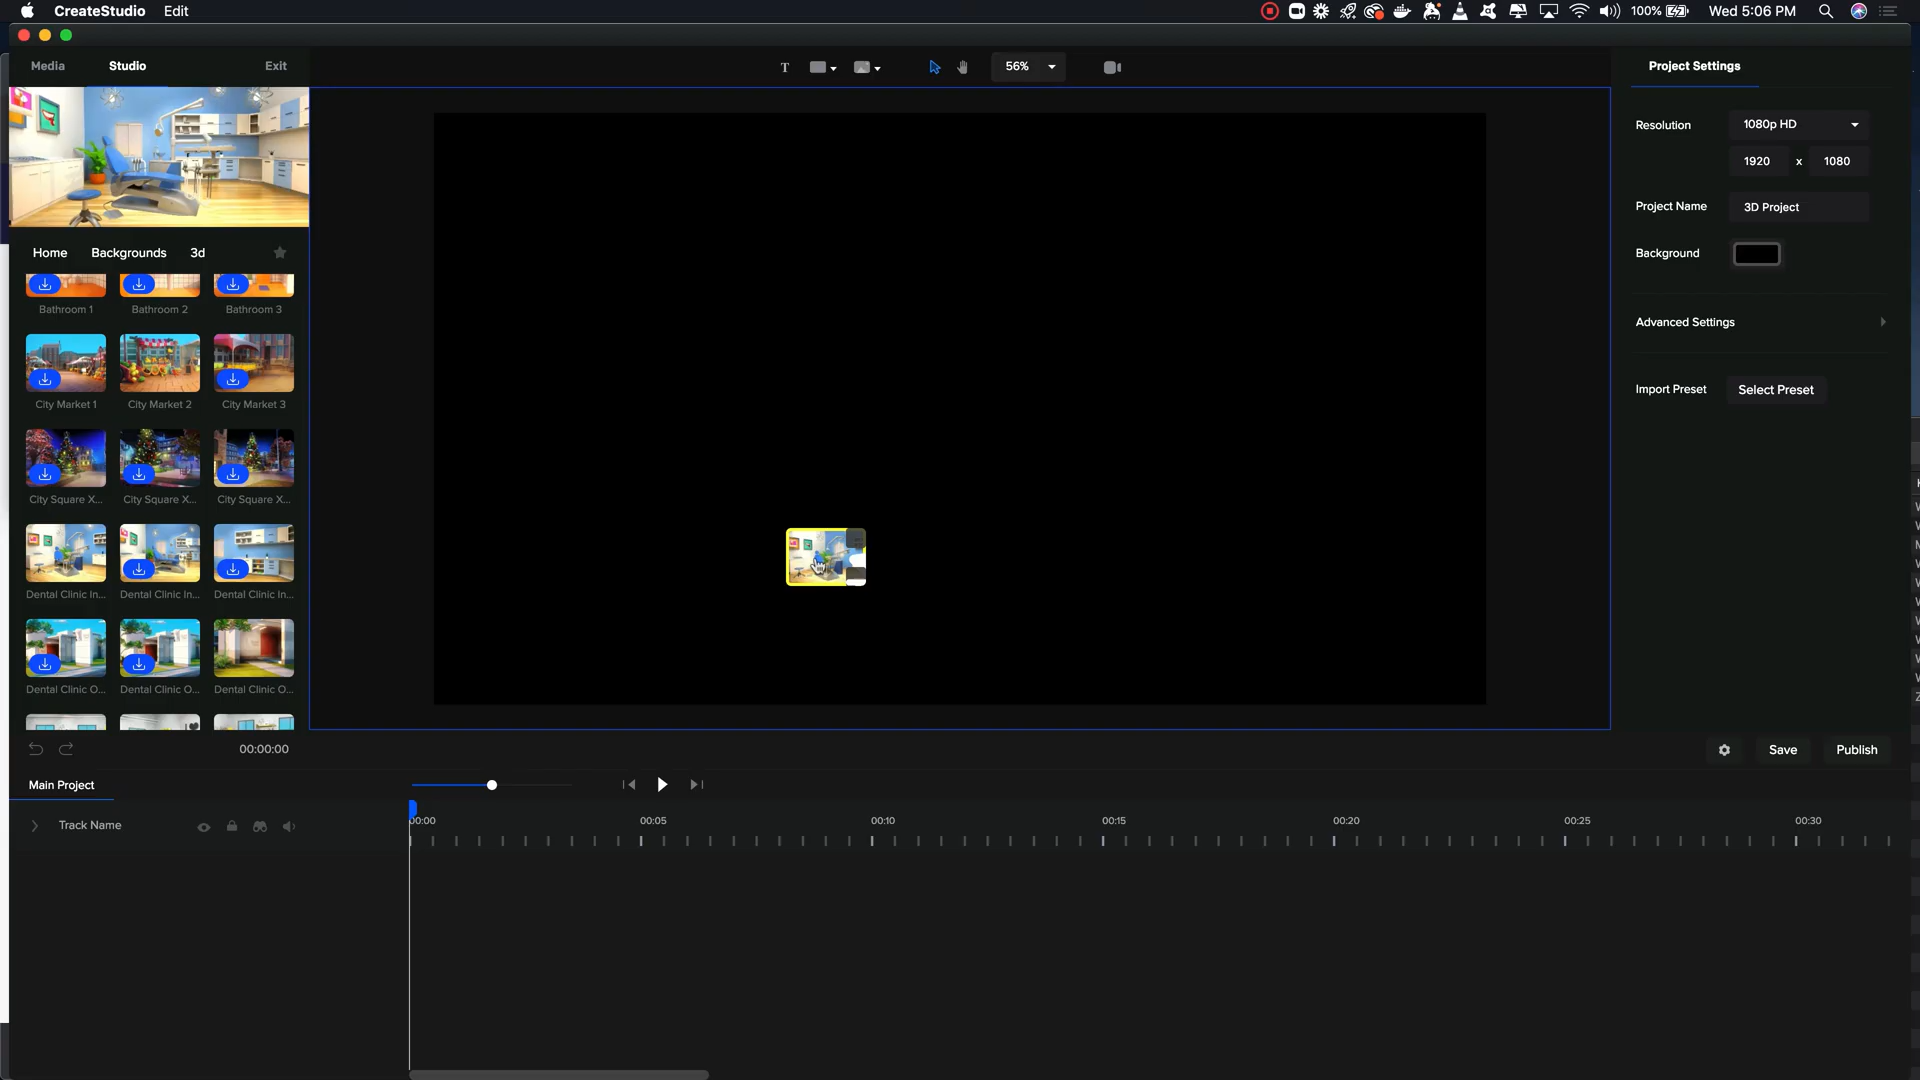 CreateStudio Edit
100% Wed 5:06 PM
Media Studio Exit
T 56%
Project Settings
Resolution 1080p HD
1920 x 1080
Project Name 3D Project
Background
Advanced Settings
Import Preset Select Preset
Home Backgrounds 3d
Bathroom 1 Bathroom 2 Bathroom 3
City Market 1 City Market 2 City Market 3
City Square X... City Square X... City Square X...
Dental Clinic In... Dental Clinic In... Dental Clinic In...
Dental Clinic O... Dental Clinic O... Dental Clinic O...
00:00:00
Save Publish
Main Project
Track Name
00:00 00:05 00:10 00:15 00:20 00:25 00:30